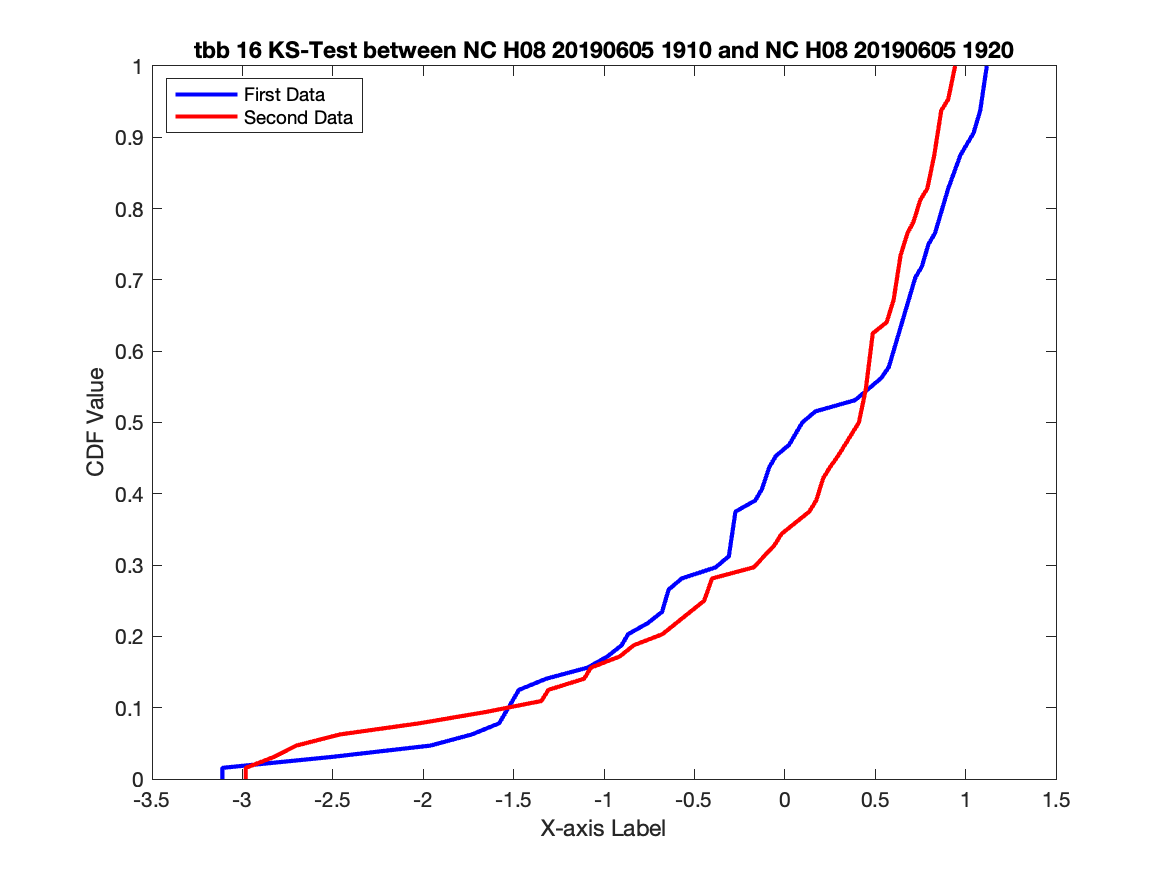 tbb 16 KS-Test between NC H08 20190605 1910 and NC H08 20190605 1920
First Data
Second Data
1
0.9
0.8
0.7
0.6
0.5
0.4
0.3
0.2
0.1
0
CDF Value
-3.5 -3 -2.5 -2 -1.5 -1 -0.5 0 0.5 1 1.5
X-axis Label